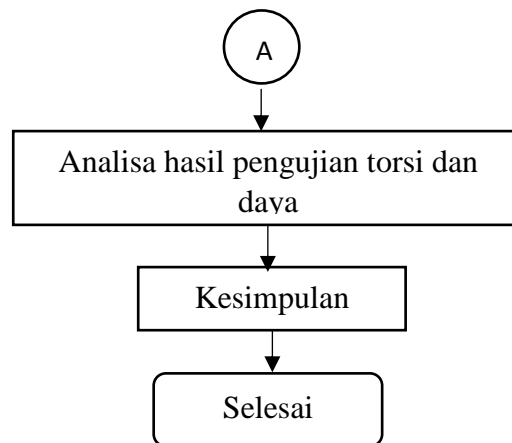 A
Analisa hasil pengujian torsi dan
daya
Kesimpulan
Selesai